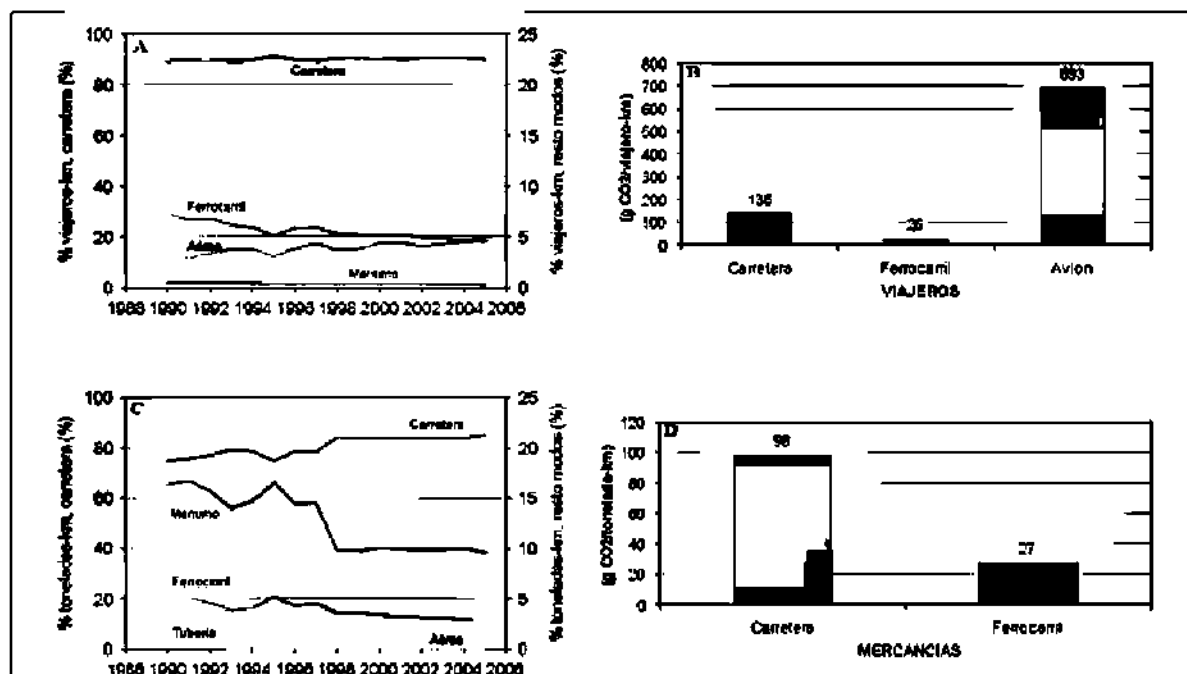 A
% viajeros-km, carretera (%)
% viajeros-km, resto modos (%)
100
80
60
40
20
0
25
20
15
10
5
0
Carretera
Ferrocarril
Aéreo
Marítimo
1988 1990 1992 1994 1996 1998 2000 2002 2004 2006
B
(g CO2/viajero-km)
800
700
600
500
400
300
200
100
0
693
26
Carretera Ferrocarril Avion
VIAJEROS
C
% toneladas-km, carretera (%)
% toneladas-km, resto modos (%)
100
80
60
40
20
0
25
20
15
10
5
0
Carretera
Marítimo
Ferrocarril
Tubería
Aéreo
1988 1990 1992 1994 1996 1998 2000 2002 2004 2006
D
(g CO2/tonelada-km)
120
100
80
60
40
20
0
98
27
Carretera Ferrocarril
MERCANCIAS